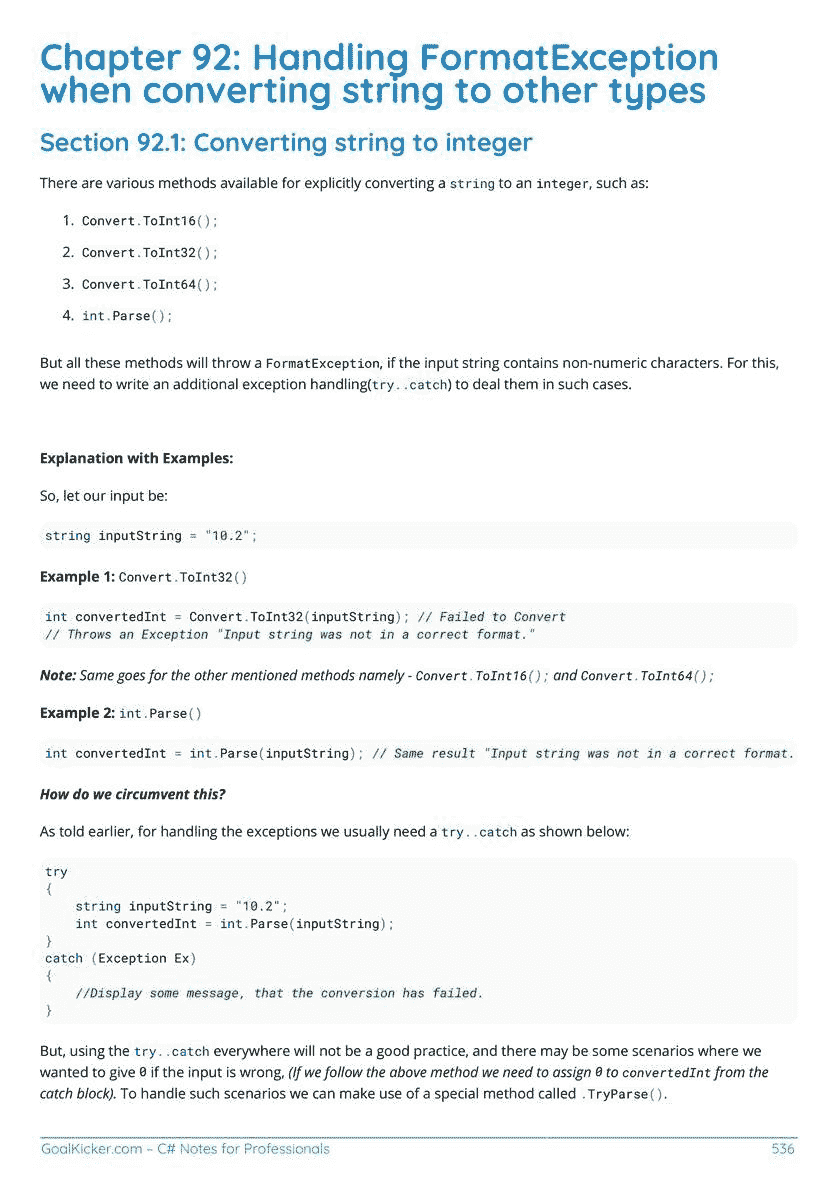 Chapter 92: Handling FormatException
when converting string to other types
Section 92.1: Converting string to integer
There are various methods available for explicitly converting a string to an integer, such as:
1. Convert.ToInt16();
2. Convert.ToInt32();
3. Convert.ToInt64();
4. int.Parse();
But all these methods will throw a FormatException, if the input string contains non-numeric characters. For this,
we need to write an additional exception handling(try..catch) to deal them in such cases.
Explanation with Examples:
So, let our input be:
string inputString = "10.2";
Example 1: Convert.ToInt32()
int convertedInt = Convert.ToInt32(inputString); // Failed to Convert
// Throws an Exception "Input string was not in a correct format."
Note: Same goes for the other mentioned methods namely - Convert.ToInt16(); and Convert.ToInt64();
Example 2: int.Parse()
int convertedInt = int.Parse(inputString); // Same result "Input string was not in a correct format.
How do we circumvent this?
As told earlier, for handling the exceptions we usually need a try..catch as shown below:
try
{
    string inputString = "10.2";
    int convertedInt = int.Parse(inputString);
}
catch (Exception Ex)
{
    //Display some message, that the conversion has failed.
}
But, using the try..catch everywhere will not be a good practice, and there may be some scenarios where we
wanted to give 0 if the input is wrong, (If we follow the above method we need to assign 0 to convertedInt from the
catch block). To handle such scenarios we can make use of a special method called .TryParse().
GoalKicker.com – C# Notes for Professionals 536